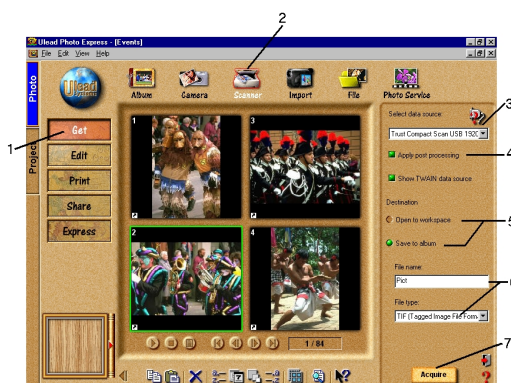 2
Ulead Photo Express - [Events]
File Edit View Help
Photo
Project
Ulead
Systems
Album Camera Scanner Import File Photo Service
1
Get
Edit
Print
Share
Express
1
3
2
4
1 / 84
Select data source:
3
Trust Compact Scan USB 1920
Apply post processing
4
Show TWAIN data source
Destination
Open to workspace
5
Save to album
File name:
Pict
6
File type:
TIF (Tagged Image File Form
7
Acquire